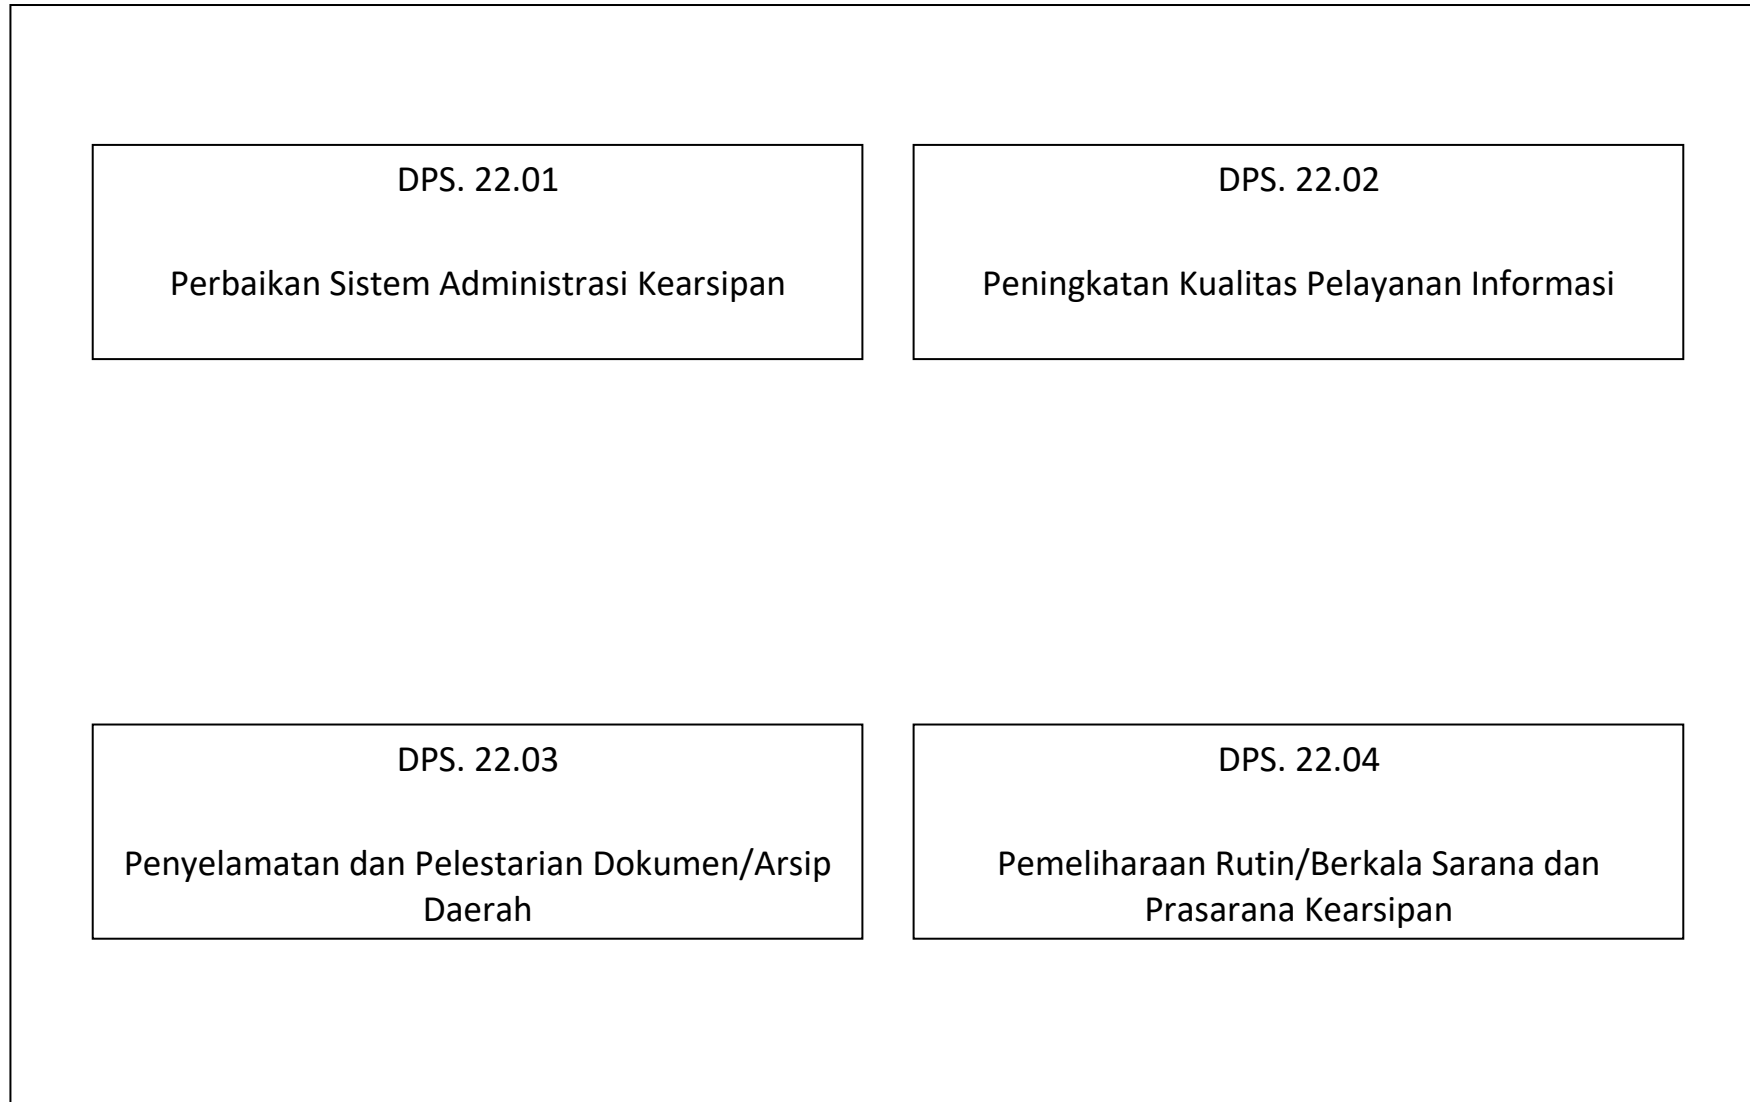 DPS. 22.01
Perbaikan Sistem Administrasi Kearsipan
DPS. 22.02
Peningkatan Kualitas Pelayanan Informasi
DPS. 22.03
Penyelamatan dan Pelestarian Dokumen/Arsip
Daerah
DPS. 22.04
Pemeliharaan Rutin/Berkala Sarana dan
Prasarana Kearsipan